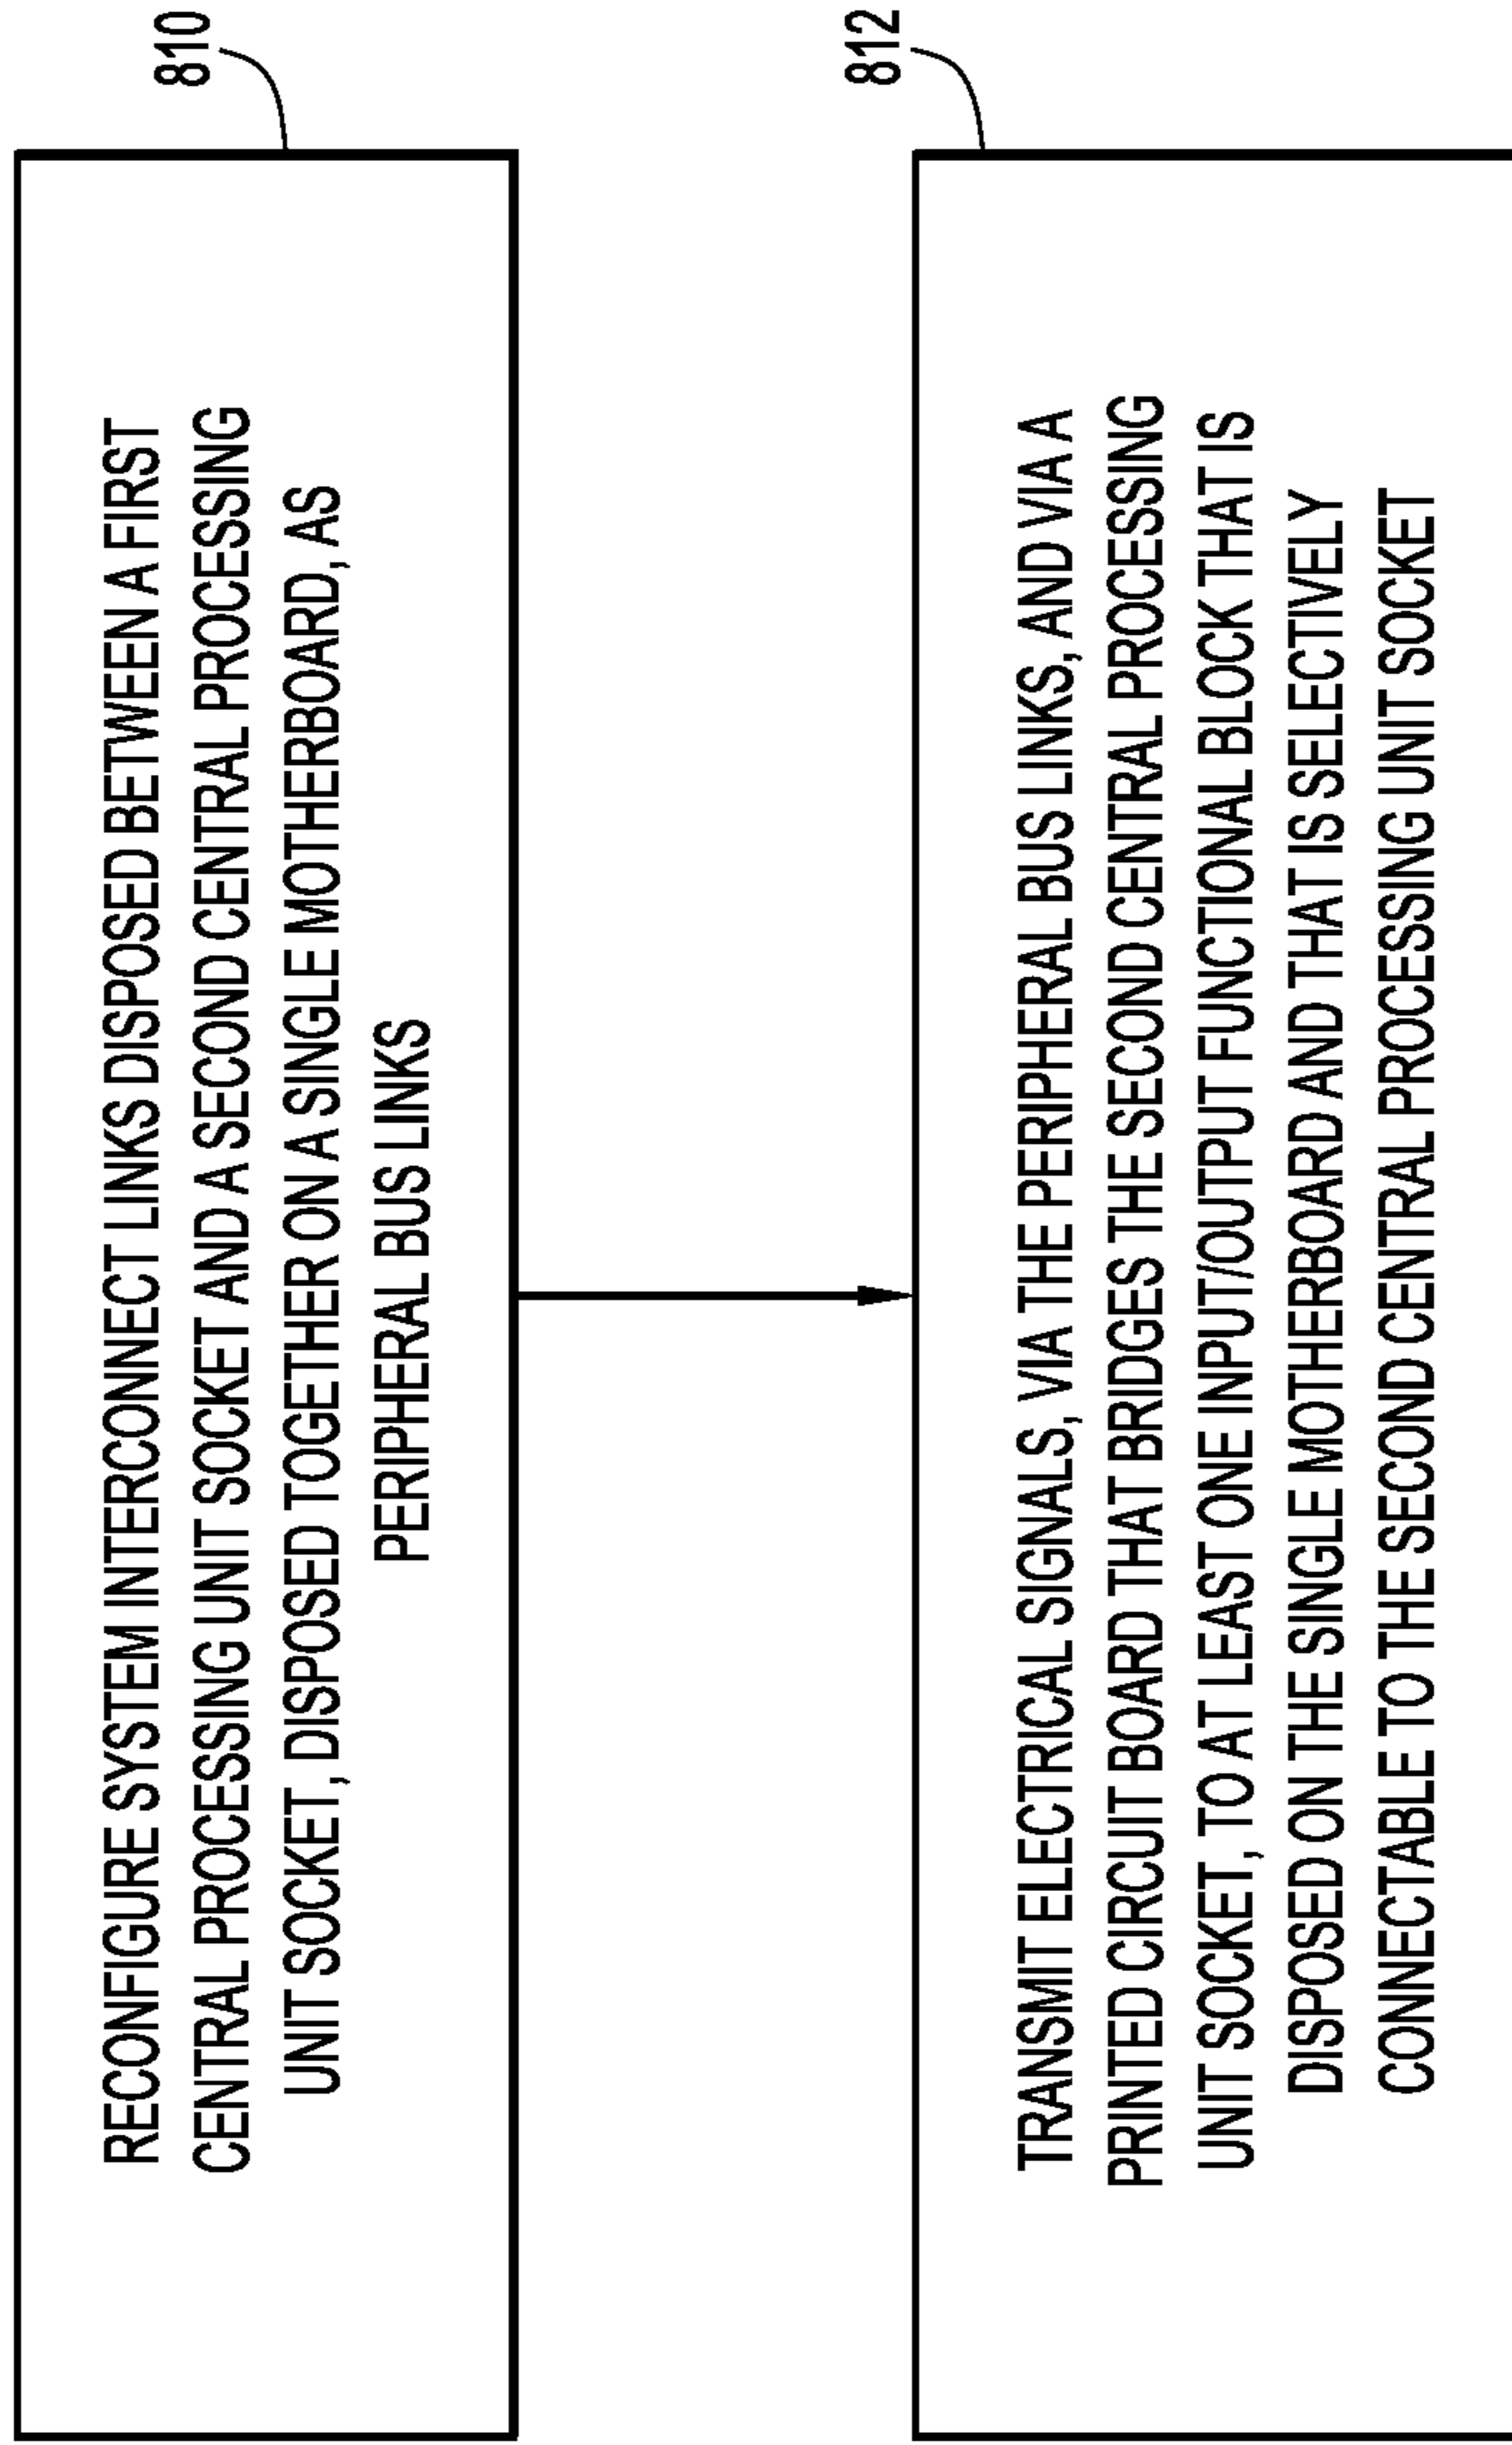 RECONFIGURE SYSTEM INTERCONNECT LINKS DISPOSED BETWEEN A FIRST
CENTRAL PROCESSING UNIT SOCKET AND A SECOND CENTRAL PROCESSING
UNIT SOCKET, DISPOSED TOGETHER ON A SINGLE MOTHERBOARD, AS
PERIPHERAL BUS LINKS
810
TRANSMIT ELECTRICAL SIGNALS, VIA THE PERIPHERAL BUS LINKS, AND VIA A
PRINTED CIRCUIT BOARD THAT BRIDGES THE SECOND CENTRAL PROCESSING
UNIT SOCKET, TO AT LEAST ONE INPUT/OUTPUT FUNCTIONAL BLOCK THAT IS
DISPOSED ON THE SINGLE MOTHERBOARD AND THAT IS SELECTIVELY
CONNECTABLE TO THE SECOND CENTRAL PROCESSING UNIT SOCKET
812